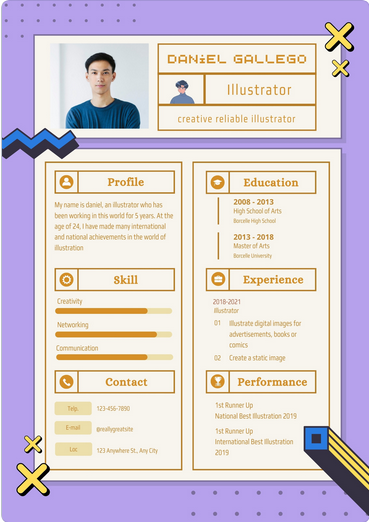 DANiEL GALLEGO
Illustrator
creative reliable illustrator
Profile
My name is daniel, an illustrator who has
been working in this world for 5 years. At the
age of 24, I have made many international
and national achievements in the world of
illustration
Skill
Creativity
Networking
Communication
Contact
Telp. 123-456-7890
E-mail @reallygreatsite
Loc 123 Anywhere St., Any City
Education
2008 - 2013
High School of Arts
Borcelle High School
2013 - 2018
Master of Arts
Borcelle University
Experience
2018-2021
Illustrator
01 Illustrate digital images for
advertisements, books or
comics
02 Create a static image
Performance
1st Runner Up
National Best Illustration 2019
1st Runner Up
International Best Illustration
2019